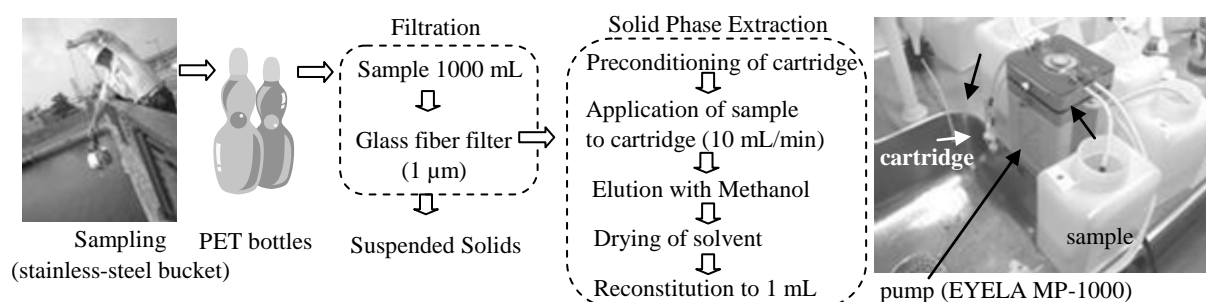 Sampling
(stainless-steel bucket)
PET bottles
Filtration
Sample 1000 mL
Glass fiber filter
(1 µm)
Suspended Solids
Solid Phase Extraction
Preconditioning of cartridge
Application of sample
to cartridge (10 mL/min)
Elution with Methanol
Drying of solvent
Reconstitution to 1 mL
cartridge
sample
pump (EYELA MP-1000)